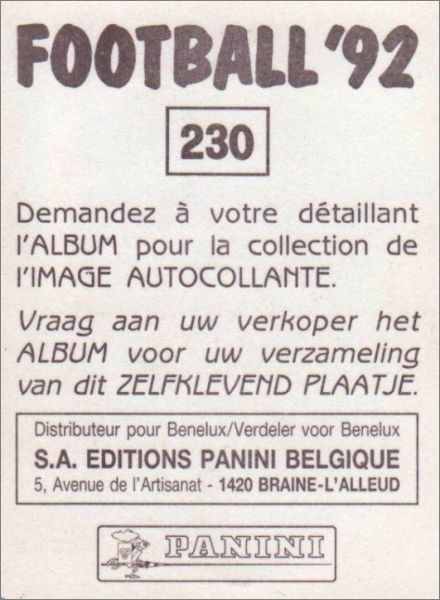 FOOTBALL '92
230
Demandez à votre détaillant
l'ALBUM pour la collection de
l'IMAGE AUTOCOLLANTE.
Vraag aan uw verkoper het
ALBUM voor uw verzameling
van dit ZELFKLEVEND PLAATJE.
Distributeur pour Benelux/Verdeler voor Benelux
S.A. EDITIONS PANINI BELGIQUE
5, Avenue de l'Artisanat - 1420 BRAINE-L'ALLEUD
PANINI